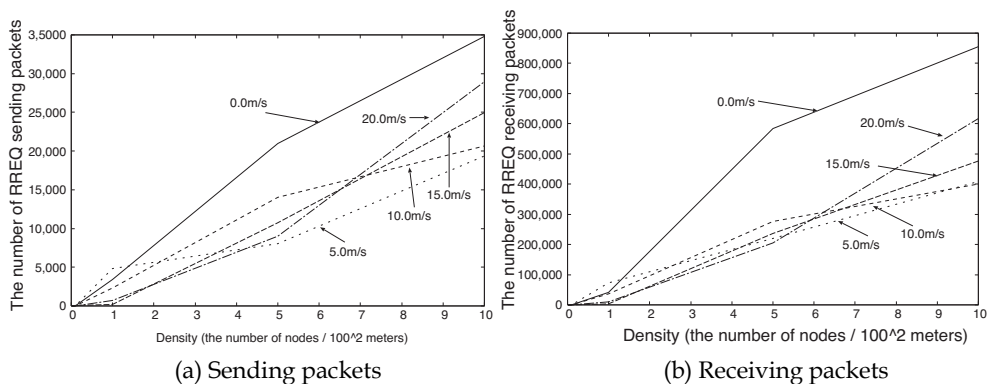 3,5000
30,000
25,000
20,000
15,000
10,000
5,000
0
0 1 2 3 4 5 6 7 8 9 10
The number of RREQ sending packets
Density (the number of nodes / 100^2 meters)
0.0m/s
20.0m/s
15.0m/s
10.0m/s
5.0m/s
(a) Sending packets
900,000
800,000
700,000
600,000
500,000
400,000
300,000
200,000
100,000
0
0 1 2 3 4 5 6 7 8 9 10
The number of RREQ receiving packets
Density (the number of nodes / 100^2 meters)
0.0m/s
20.0m/s
15.0m/s
10.0m/s
5.0m/s
(b) Receiving packets